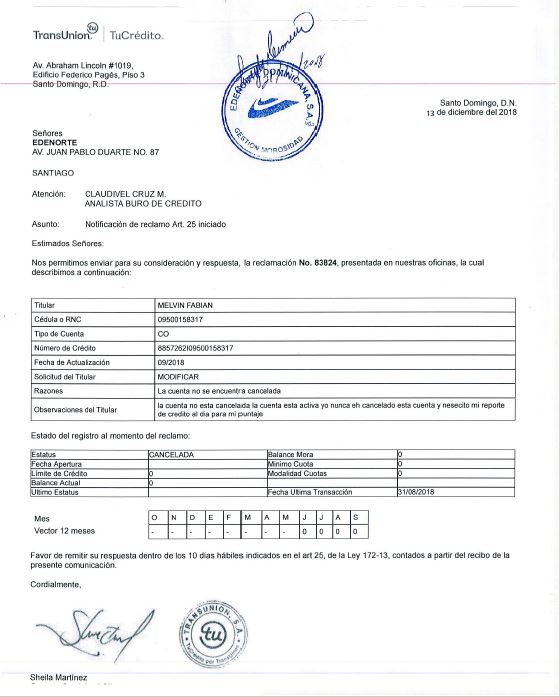 TransUnion. tu TuCrédito.
Av. Abraham Lincoln #1019,
Edificio Federico Pagés, Piso 3
Santo Domingo, R.D.
DOMINICANA, S.A.
GESTION MOROSIDAD
Santo Domingo, D.N.
13 de diciembre del 2018
Señores
EDENORTE
AV. JUAN PABLO DUARTE NO. 87
SANTIAGO
Atención: CLAUDIVEL CRUZ M.
ANALISTA BURO DE CREDITO
Asunto: Notificación de reclamo Art. 25 iniciado
Estimados Señores:
Nos permitimos enviar para su consideración y respuesta, la reclamación No. 83824, presentada en nuestras oficinas, la cual
describimos a continuación:
Titular MELVIN FABIAN
Cédula o RNC 09500158317
Tipo de Cuenta CO
Número de Crédito 8857262I09500158317
Fecha de Actualización 09/2018
Solicitud del Titular MODIFICAR
Razones La cuenta no se encuentra cancelada
Observaciones del Titular la cuenta no esta cancelada la cuenta esta activa yo nunca eh cancelado esta cuenta y nesecito mi reporte
de credito al dia para mi puntaje
Estado del registro al momento del reclamo:
Estatus CANCELADA Balance Mora 0
Fecha Apertura Minimo Cuota 0
Límite de Crédito 0 Modalidad Cuotas 0
Balance Actual 0
Ultimo Estatus Fecha Ultima Transacción 31/08/2018
Mes O N D E F M A M J J A S
Vector 12 meses - - - - - - - - 0 0 0 0
Favor de remitir su respuesta dentro de los 10 días hábiles indicados en el art 25, de la Ley 172-13, contados a partir del recibo de la
presente comunicación.
Cordialmente,
TRANSUNION, S.A.
tu
TuCrédito por TransUnion
Sheila Martínez